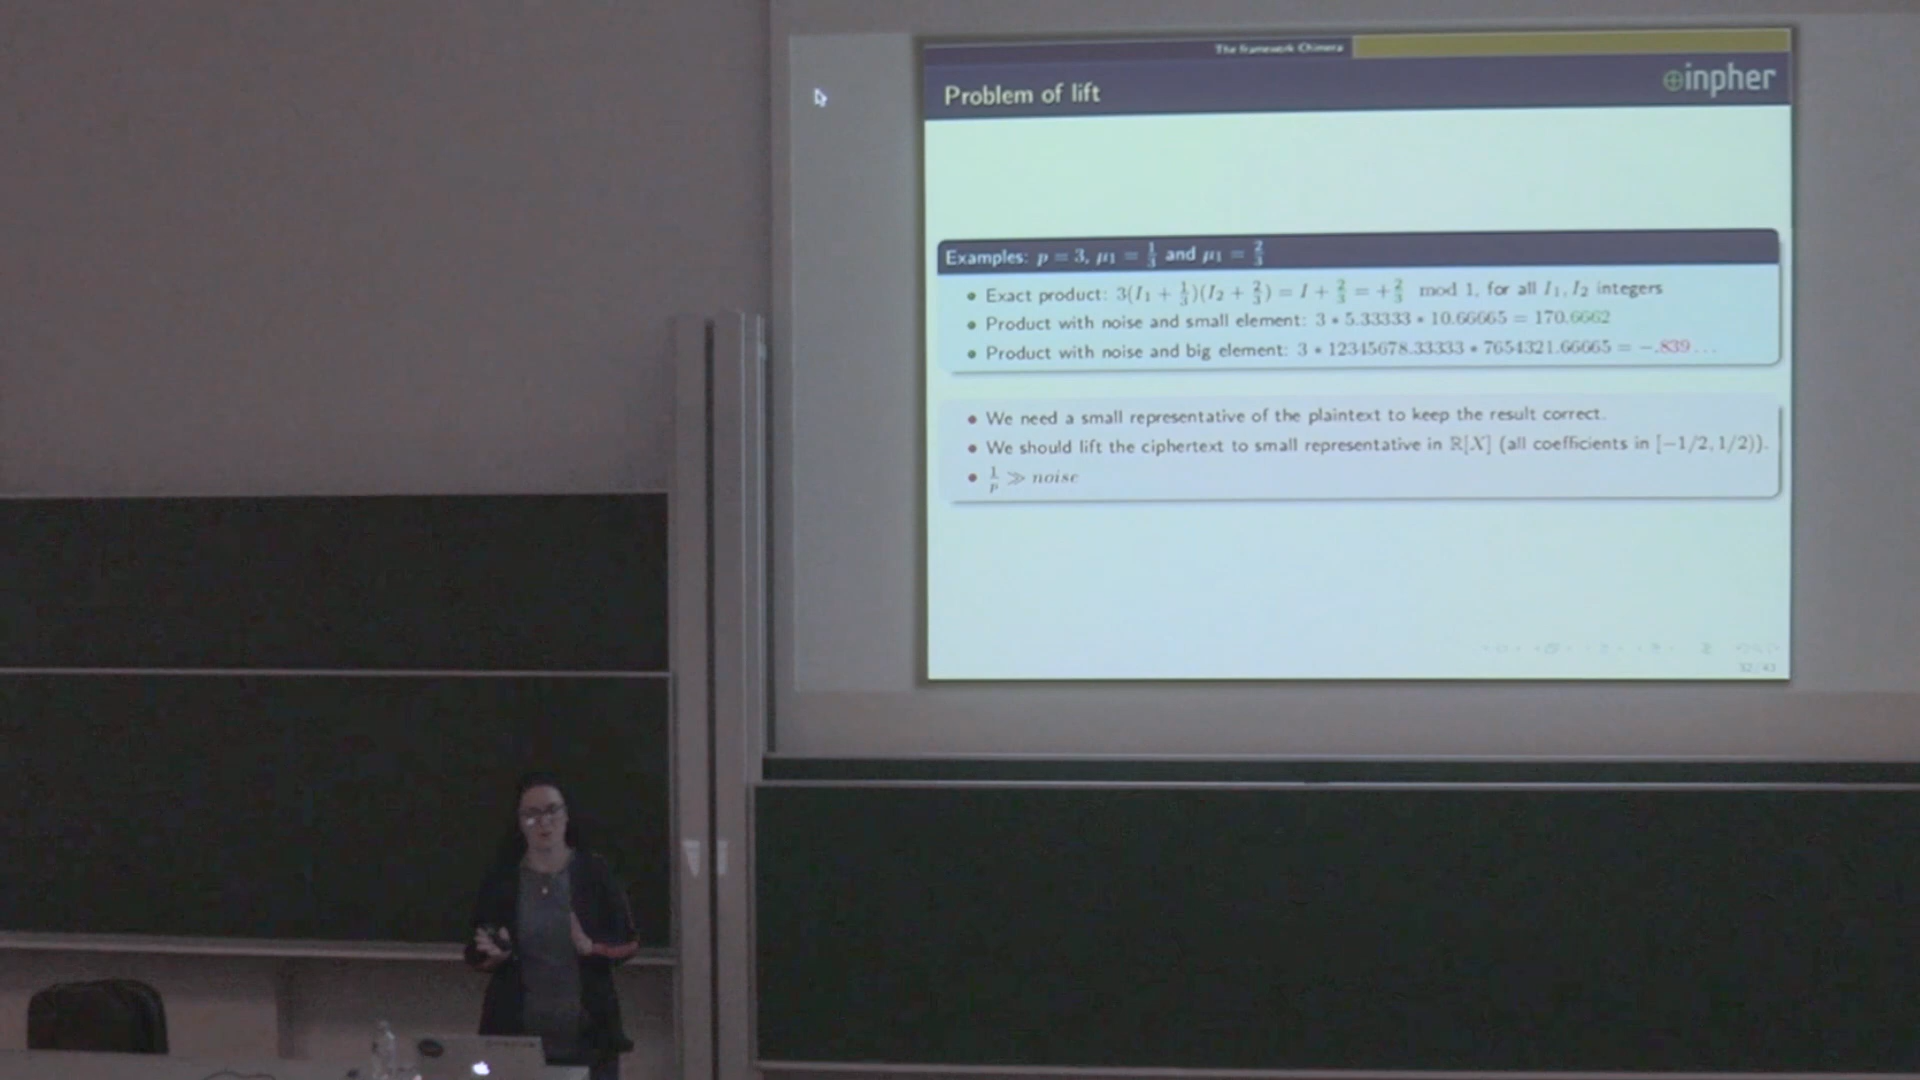 The framework Chimera
inpher
Problem of lift
Examples: p = 3, μ₁ = 1/3 and μ₁ = 2/3
• Exact product: 3(I₁ + 1/3)(I₂ + 2/3) = I + 2/3 = +2/3 mod 1, for all I₁, I₂ integers
• Product with noise and small element: 3 * 5.33333 * 10.66665 = 170.6662
• Product with noise and big element: 3 * 12345678.33333 * 7654321.66665 = −.839...
• We need a small representative of the plaintext to keep the result correct.
• We should lift the ciphertext to small representative in ℝ[X] (all coefficients in [−1/2, 1/2)).
• 1/p ≫ noise
32 / 43